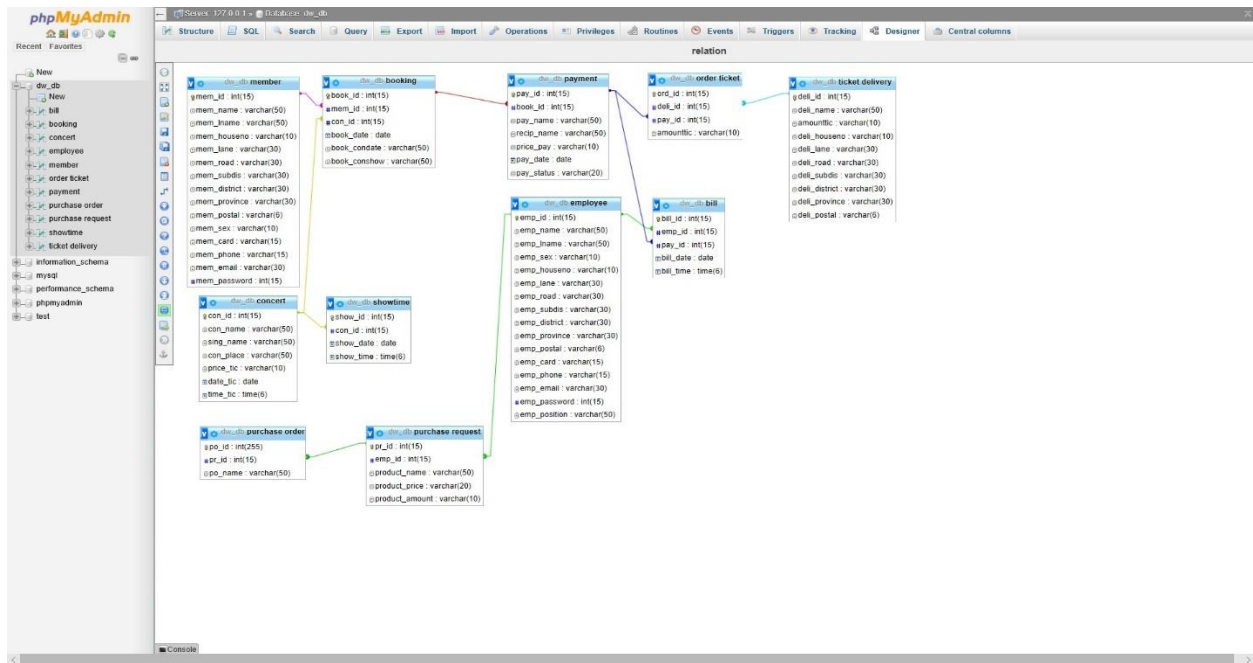 phpMyAdmin
Recent Favorites
New
dw_db
New
bill
booking
concert
employee
member
order ticket
payment
purchase order
purchase request
showtime
ticket delivery
information_schema
mysql
performance_schema
phpmyadmin
test
Server: 127.0.0.1 » Database: dw_db
Structure SQL Search Query Export Import Operations Privileges Routines Events Triggers Tracking Designer Central columns
relation
dw_db member
mem_id : int(15)
mem_name : varchar(50)
mem_lname : varchar(50)
mem_houseno : varchar(10)
mem_lane : varchar(30)
mem_road : varchar(30)
mem_subdis : varchar(30)
mem_district : varchar(30)
mem_province : varchar(30)
mem_postal : varchar(6)
mem_sex : varchar(10)
mem_card : varchar(15)
mem_phone : varchar(15)
mem_email : varchar(30)
mem_password : int(15)
dw_db booking
book_id : int(15)
mem_id : int(15)
con_id : int(15)
book_date : date
book_condate : varchar(50)
book_conshow : varchar(50)
dw_db payment
pay_id : int(15)
book_id : int(15)
pay_name : varchar(50)
recip_name : varchar(50)
price_pay : varchar(10)
pay_date : date
pay_status : varchar(20)
dw_db order ticket
ord_id : int(15)
deli_id : int(15)
pay_id : int(15)
amounttic : varchar(10)
dw_db ticket delivery
deli_id : int(15)
deli_name : varchar(50)
amounttic : varchar(10)
deli_houseno : varchar(10)
deli_lane : varchar(30)
deli_road : varchar(30)
deli_subdis : varchar(30)
deli_district : varchar(30)
deli_province : varchar(30)
deli_postal : varchar(6)
dw_db employee
emp_id : int(15)
emp_name : varchar(50)
emp_lname : varchar(50)
emp_sex : varchar(10)
emp_houseno : varchar(10)
emp_lane : varchar(30)
emp_road : varchar(30)
emp_subdis : varchar(30)
emp_district : varchar(30)
emp_province : varchar(30)
emp_postal : varchar(6)
emp_card : varchar(15)
emp_phone : varchar(15)
emp_email : varchar(30)
emp_password : int(15)
emp_position : varchar(50)
dw_db bill
bill_id : int(15)
emp_id : int(15)
pay_id : int(15)
bill_date : date
bill_time : time(6)
dw_db concert
con_id : int(15)
con_name : varchar(50)
sing_name : varchar(50)
con_place : varchar(50)
price_tic : varchar(10)
date_tic : date
time_tic : time(6)
dw_db showtime
show_id : int(15)
con_id : int(15)
show_date : date
show_time : time(6)
dw_db purchase order
po_id : int(255)
pr_id : int(15)
po_name : varchar(50)
dw_db purchase request
pr_id : int(15)
emp_id : int(15)
product_name : varchar(50)
product_price : varchar(20)
product_amount : varchar(10)
Console